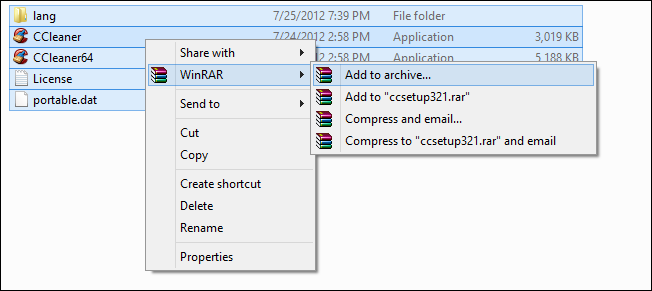 lang 7/25/2012 7:39 PM File folder
CCleaner 7/24/2012 2:58 PM Application 3,019 KB
CCleaner64 2:58 PM Application 5,188 KB
License
portable.dat
Share with
WinRAR
Send to
Cut
Copy
Create shortcut
Delete
Rename
Properties
Add to archive...
Add to "ccsetup321.rar"
Compress and email...
Compress to "ccsetup321.rar" and email